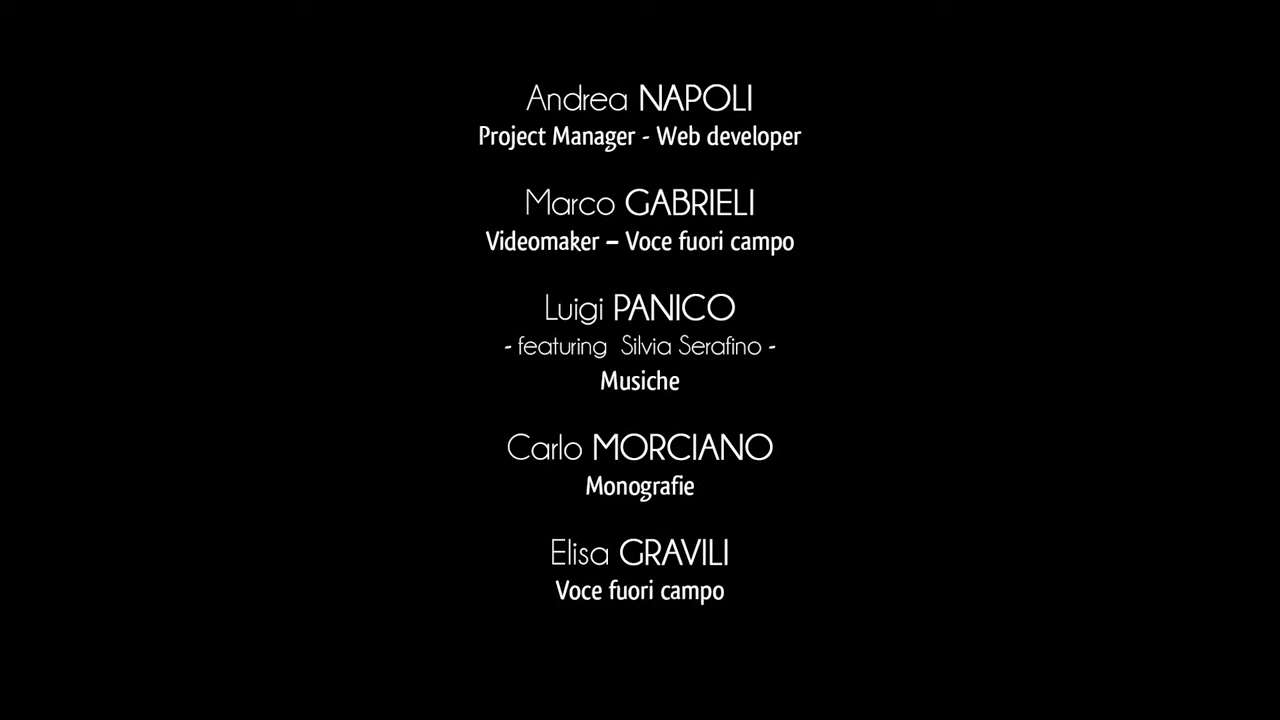 Andrea NAPOLI
Project Manager - Web developer
Marco GABRIELI
Videomaker – Voce fuori campo
Luigi PANICO
- featuring Silvia Serafino -
Musiche
Carlo MORCIANO
Monografie
Elisa GRAVILI
Voce fuori campo